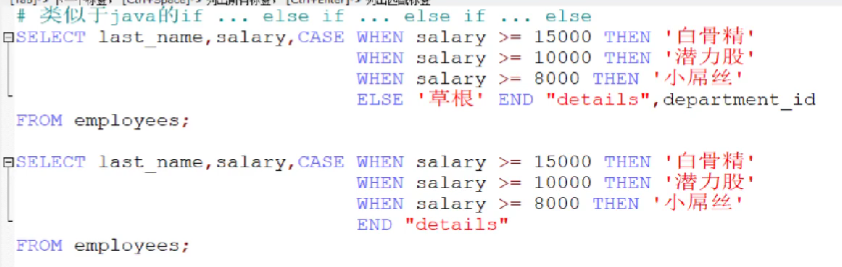 # 类似于java的if ... else if ... else if ... else
SELECT last_name,salary,CASE WHEN salary >= 15000 THEN '白骨精'
WHEN salary >= 10000 THEN '潜力股'
WHEN salary >= 8000 THEN '小屌丝'
ELSE '草根' END "details",department_id
FROM employees;
SELECT last_name,salary,CASE WHEN salary >= 15000 THEN '白骨精'
WHEN salary >= 10000 THEN '潜力股'
WHEN salary >= 8000 THEN '小屌丝'
END "details"
FROM employees;